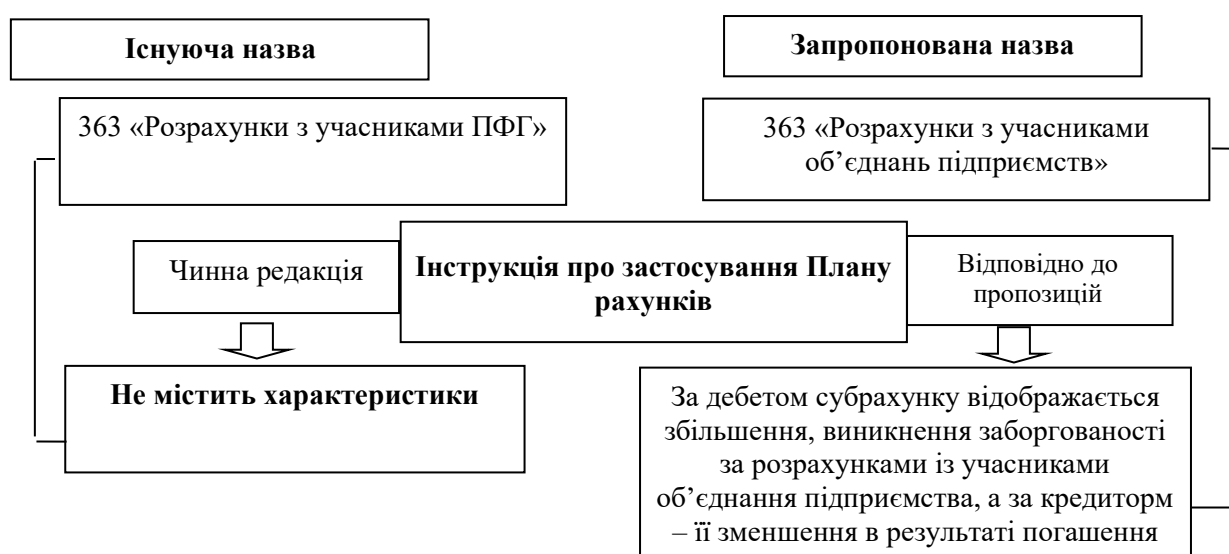 Існуюча назва
Запропонована назва
363 «Розрахунки з учасниками ПФГ»
363 «Розрахунки з учасниками
об’єднань підприємств»
Чинна редакція
Інструкція про застосування Плану
рахунків
Відповідно до
пропозицій
Не містить характеристики
За дебетом субрахунку відображається
збільшення, виникнення заборгованості
за розрахунками із учасниками
об’єднання підприємства, а за кредиторм
– її зменшення в результаті погашення